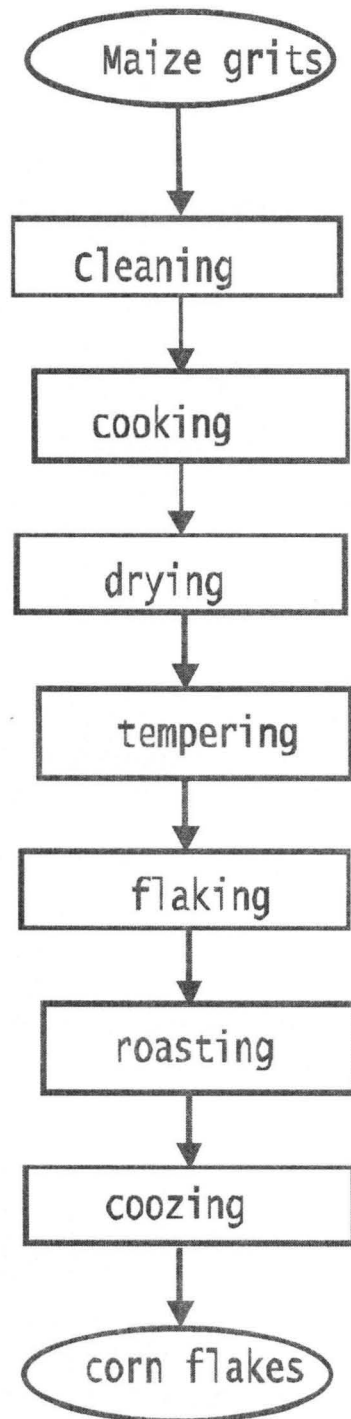 Maize grits
Cleaning
cooking
drying
tempering
flaking
roasting
coozing
corn flakes